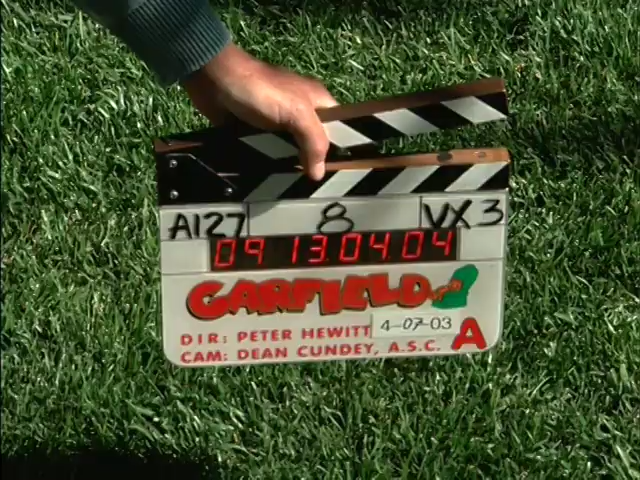 A127 8 VX3
09 13.04.04
GARFIELD
DIR: PETER HEWITT 4-07-03 A
CAM: DEAN CUNDEY, A.S.C.